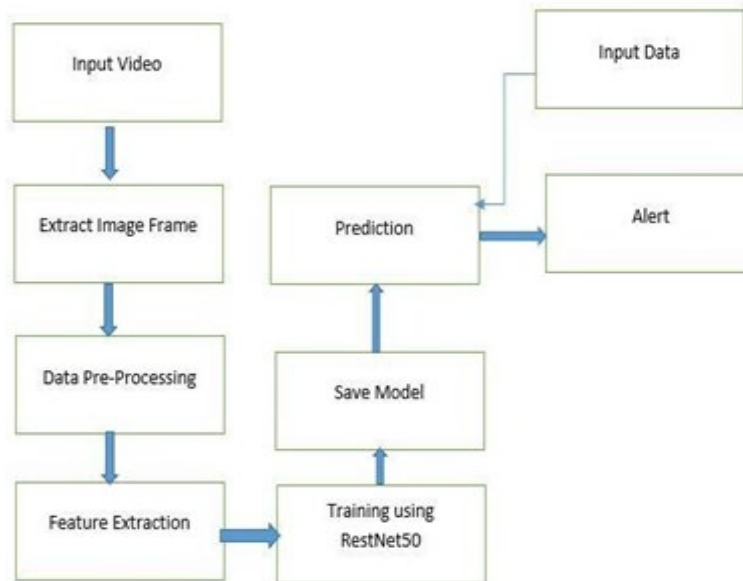 Input Video
Input Data
Extract Image Frame
Prediction
Alert
Data Pre-Processing
Save Model
Feature Extraction
Training using
RestNet50